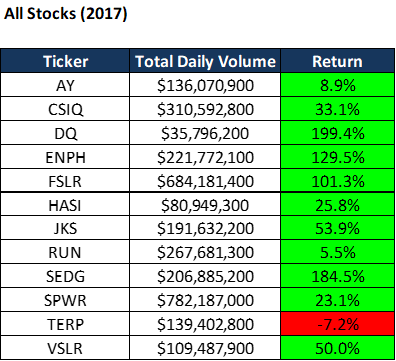 All Stocks (2017)
Ticker Total Daily Volume Return
AY $136,070,900 8.9%
CSIQ $310,592,800 33.1%
DQ $35,796,200 199.4%
ENPH $221,772,100 129.5%
FSLR $684,181,400 101.3%
HASI $80,949,300 25.8%
JKS $191,632,200 53.9%
RUN $267,681,300 5.5%
SEDG $206,885,200 184.5%
SPWR $782,187,000 23.1%
TERP $139,402,800 -7.2%
VSLR $109,487,900 50.0%